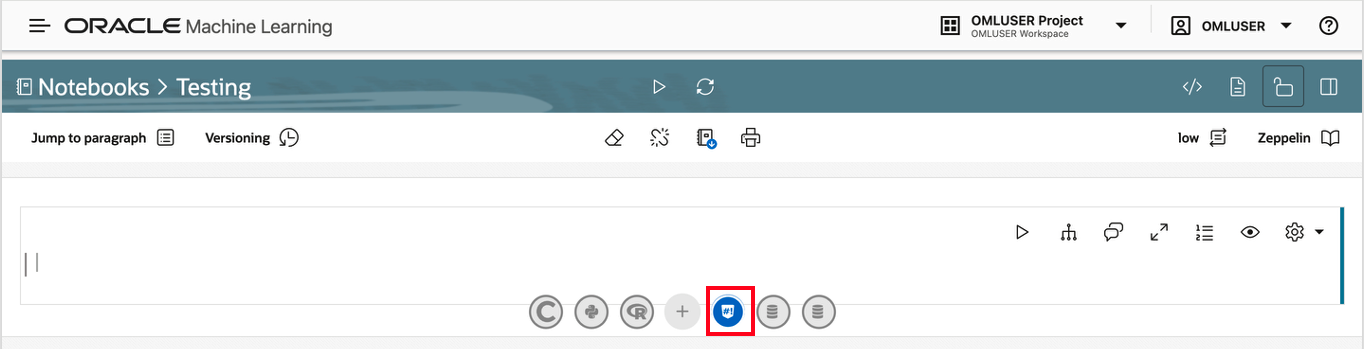 ORACLE Machine Learning
OMLUSER Project
OMLUSER Workspace
OMLUSER
Notebooks > Testing
Jump to paragraph
Versioning
low
Zeppelin
#!